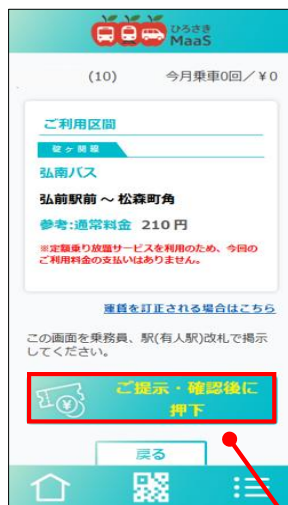 ひろさき
MaaS
(10) 今月乗車0回／¥0
ご利用区間
碇ヶ関線
弘南バス
弘前駅前 ～ 松森町角
参考:通常料金 210 円
※定額乗り放題サービスを利用のため、今回の
ご利用料金の支払いはありません。
運賃を訂正される場合はこちら
この画面を乗務員、駅(有人駅)改札で掲示
してください。
¥
ご提示・確認後に
押下
戻る